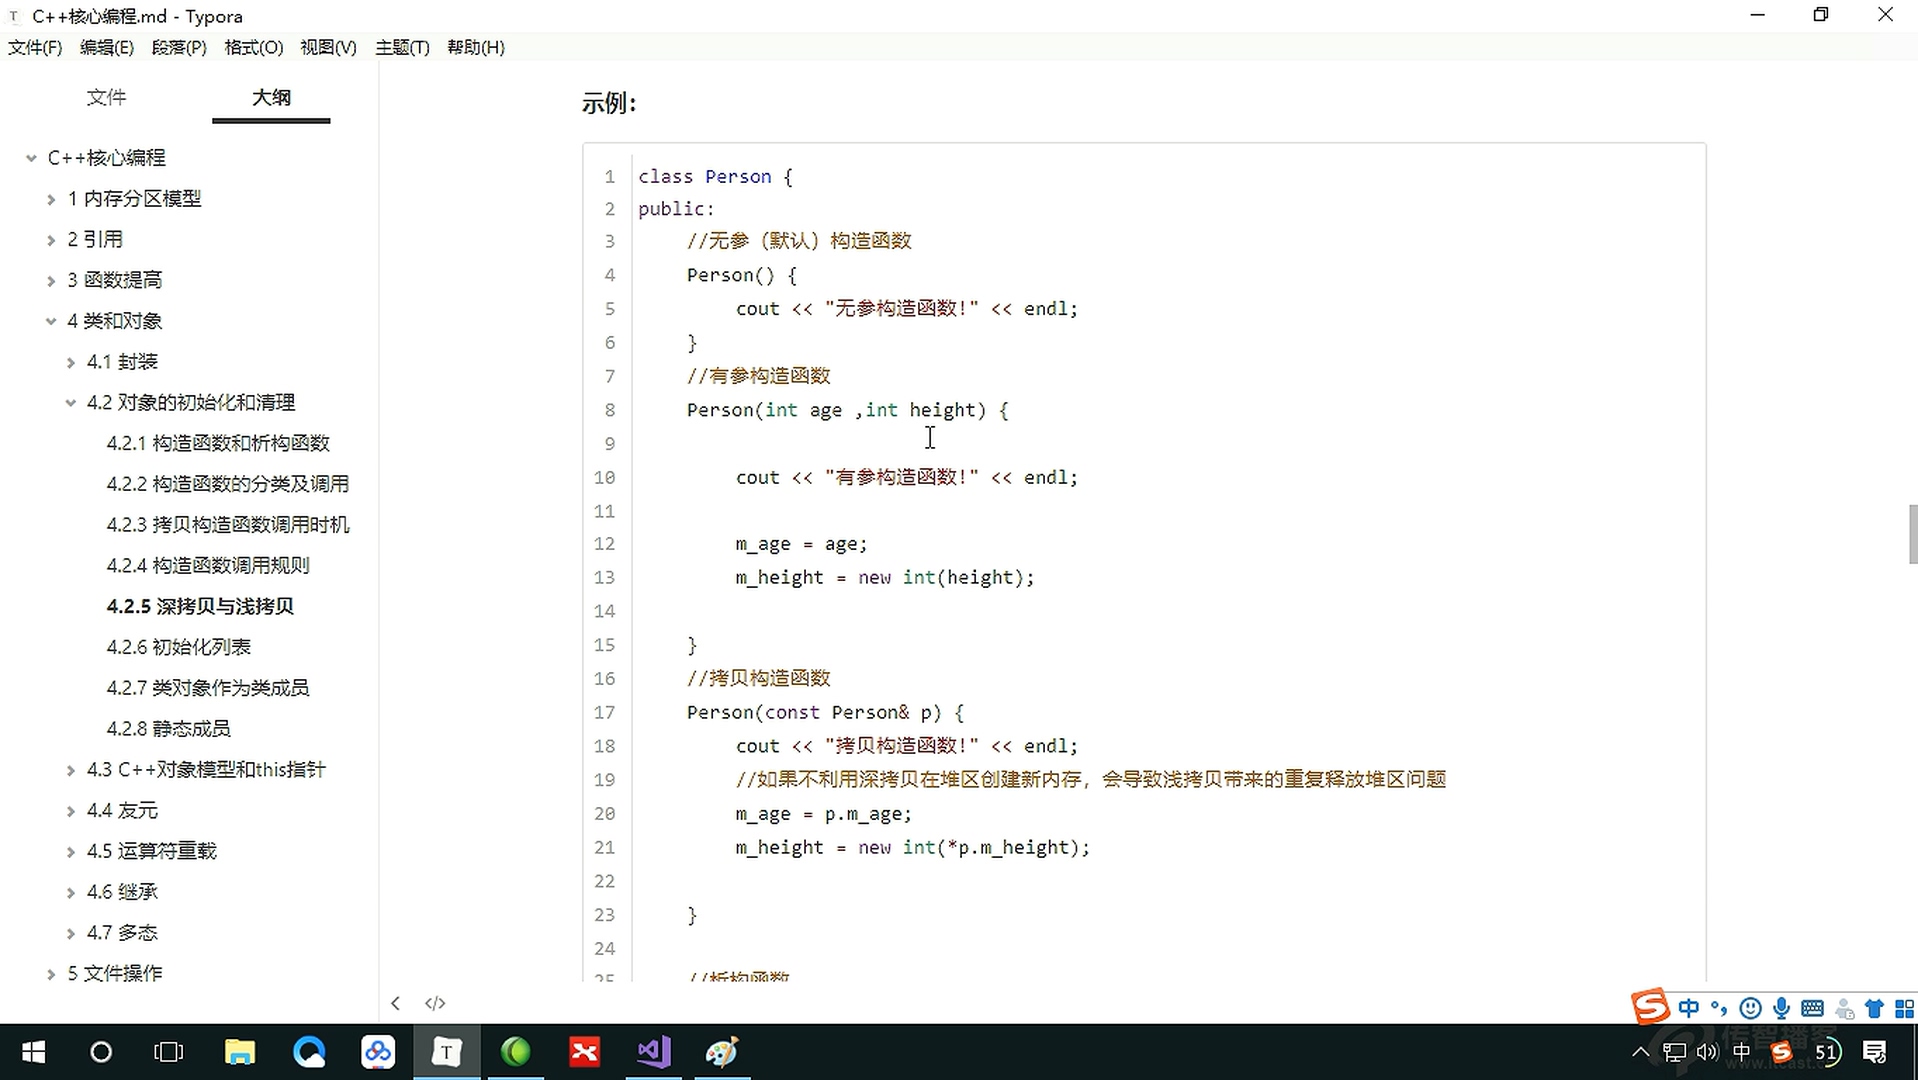 C++核心编程.md - Typora
文件(F) 编辑(E) 段落(P) 格式(O) 视图(V) 主题(T) 帮助(H)
文件 大纲
C++核心编程
1 内存分区模型
2 引用
3 函数提高
4 类和对象
4.1 封装
4.2 对象的初始化和清理
4.2.1 构造函数和析构函数
4.2.2 构造函数的分类及调用
4.2.3 拷贝构造函数调用时机
4.2.4 构造函数调用规则
4.2.5 深拷贝与浅拷贝
4.2.6 初始化列表
4.2.7 类对象作为类成员
4.2.8 静态成员
4.3 C++对象模型和this指针
4.4 友元
4.5 运算符重载
4.6 继承
4.7 多态
5 文件操作
示例：
1 class Person {
2 public:
3 //无参（默认）构造函数
4 Person() {
5 cout << "无参构造函数!" << endl;
6 }
7 //有参构造函数
8 Person(int age ,int height) {
9
10 cout << "有参构造函数!" << endl;
11
12 m_age = age;
13 m_height = new int(height);
14
15 }
16 //拷贝构造函数
17 Person(const Person& p) {
18 cout << "拷贝构造函数!" << endl;
19 //如果不利用深拷贝在堆区创建新内存，会导致浅拷贝带来的重复释放堆区问题
20 m_age = p.m_age;
21 m_height = new int(*p.m_height);
22
23 }
24
25 //析构函数
</> 
中
传智播客
中 51
www.itcast.c